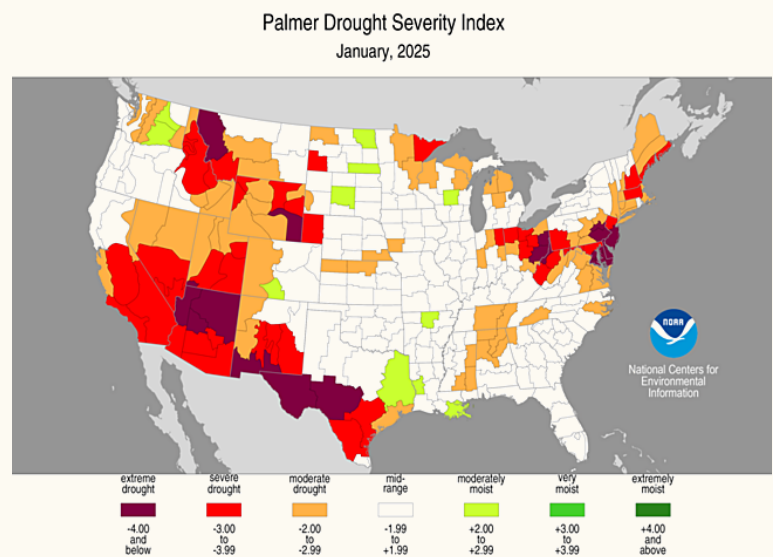 Palmer Drought Severity Index
January, 2025
NOAA
National Centers for
Environmental
Information
extreme drought
severe drought
moderate drought
mid-range
moderately moist
very moist
extremely moist
-4.00 and below
-3.00 to -3.99
-2.00 to -2.99
-1.99 to +1.99
+2.00 to +2.99
+3.00 to +3.99
+4.00 and above